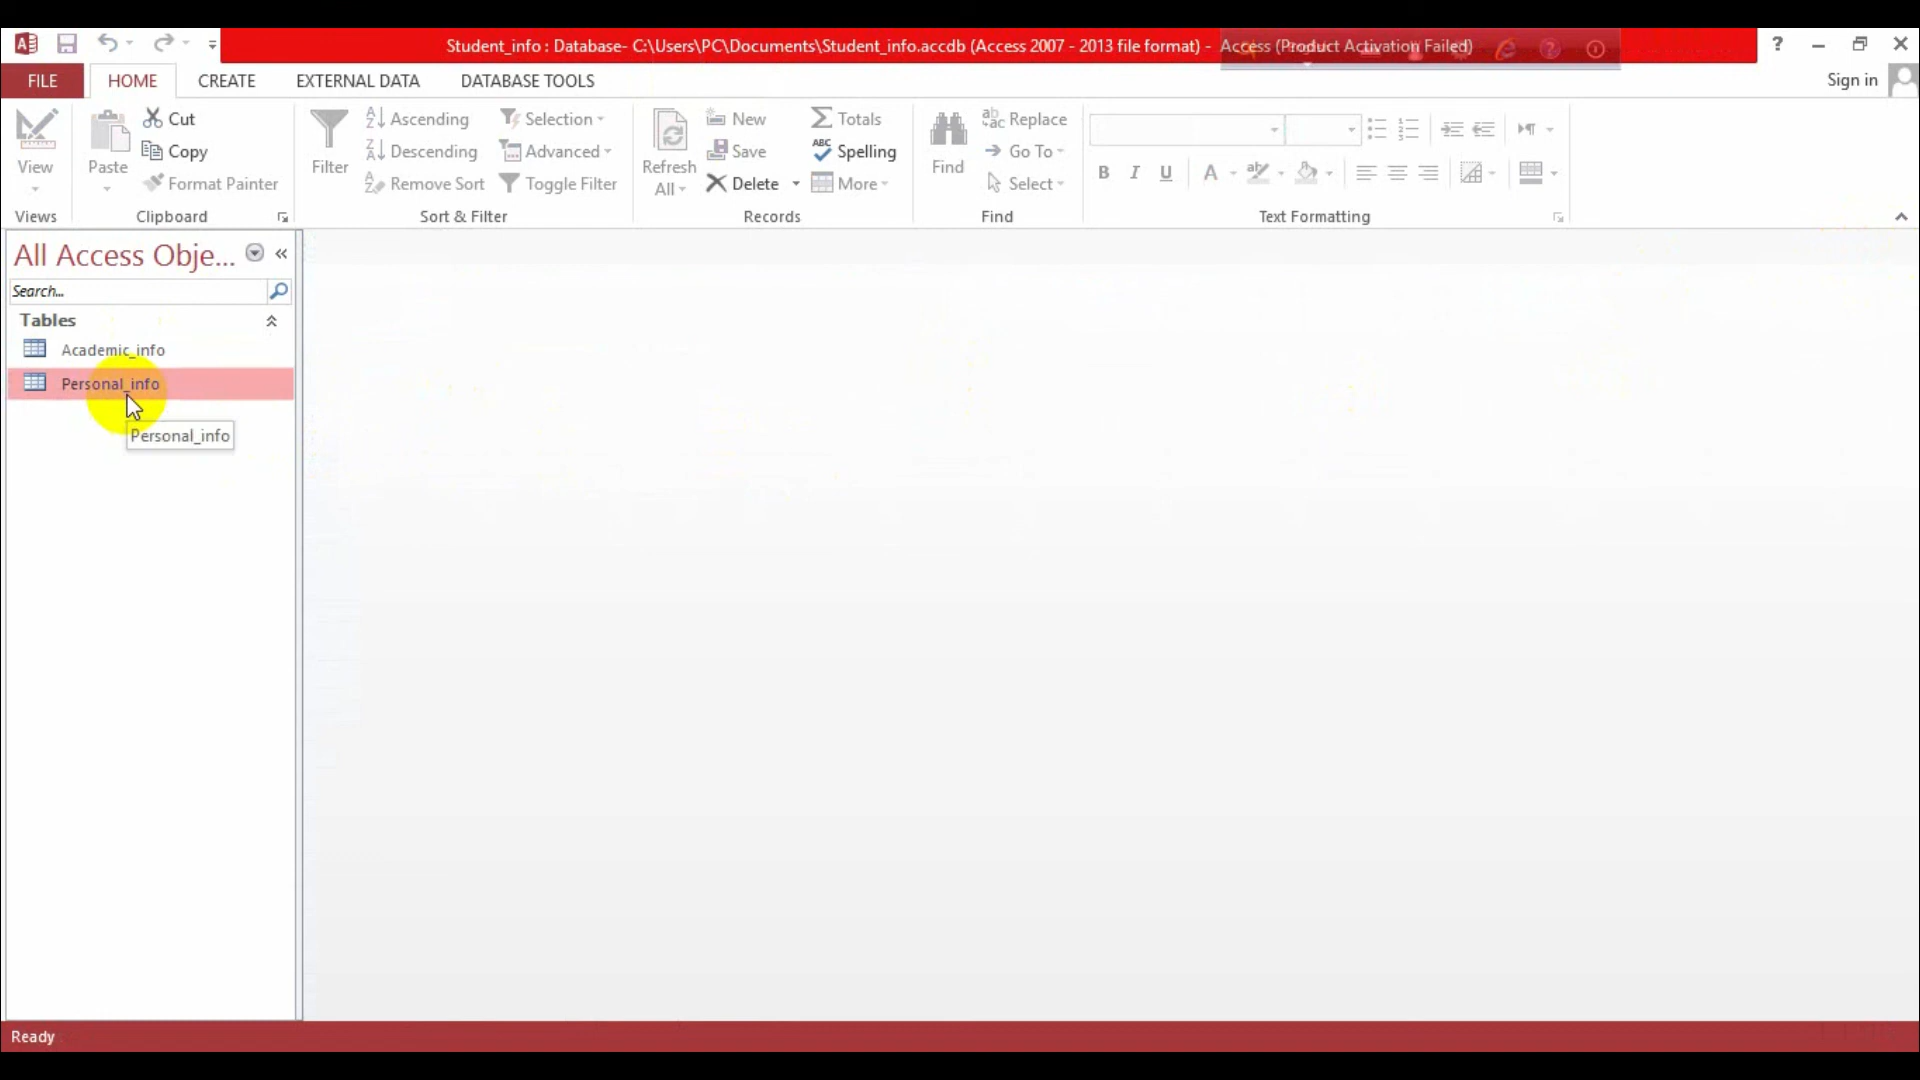 Student_info : Database- C:\Users\PC\Documents\Student_info.accdb (Access 2007 - 2013 file format) - Access (Product Activation Failed)
?
FILE HOME CREATE EXTERNAL DATA DATABASE TOOLS Sign in
View
Views
Paste
Cut
Copy
Format Painter
Clipboard
Filter
Ascending
Descending
Remove Sort
Selection
Advanced
Toggle Filter
Sort & Filter
Refresh
All
New
Save
Delete
Totals
Spelling
More
Records
Find
Replace
Go To
Select
Find
B I U A
Text Formatting
All Access Obje...
Search...
Tables
Academic_info
Personal_info
Personal_info
Ready